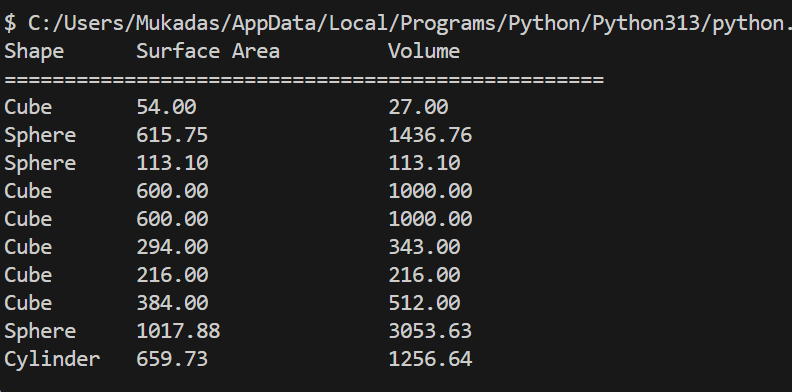 $ C:/Users/Mukadas/AppData/Local/Programs/Python/Python313/python.
Shape      Surface Area         Volume
==================================================
Cube       54.00                27.00
Sphere     615.75               1436.76
Sphere     113.10               113.10
Cube       600.00               1000.00
Cube       600.00               1000.00
Cube       294.00               343.00
Cube       216.00               216.00
Cube       384.00               512.00
Sphere     1017.88              3053.63
Cylinder   659.73               1256.64